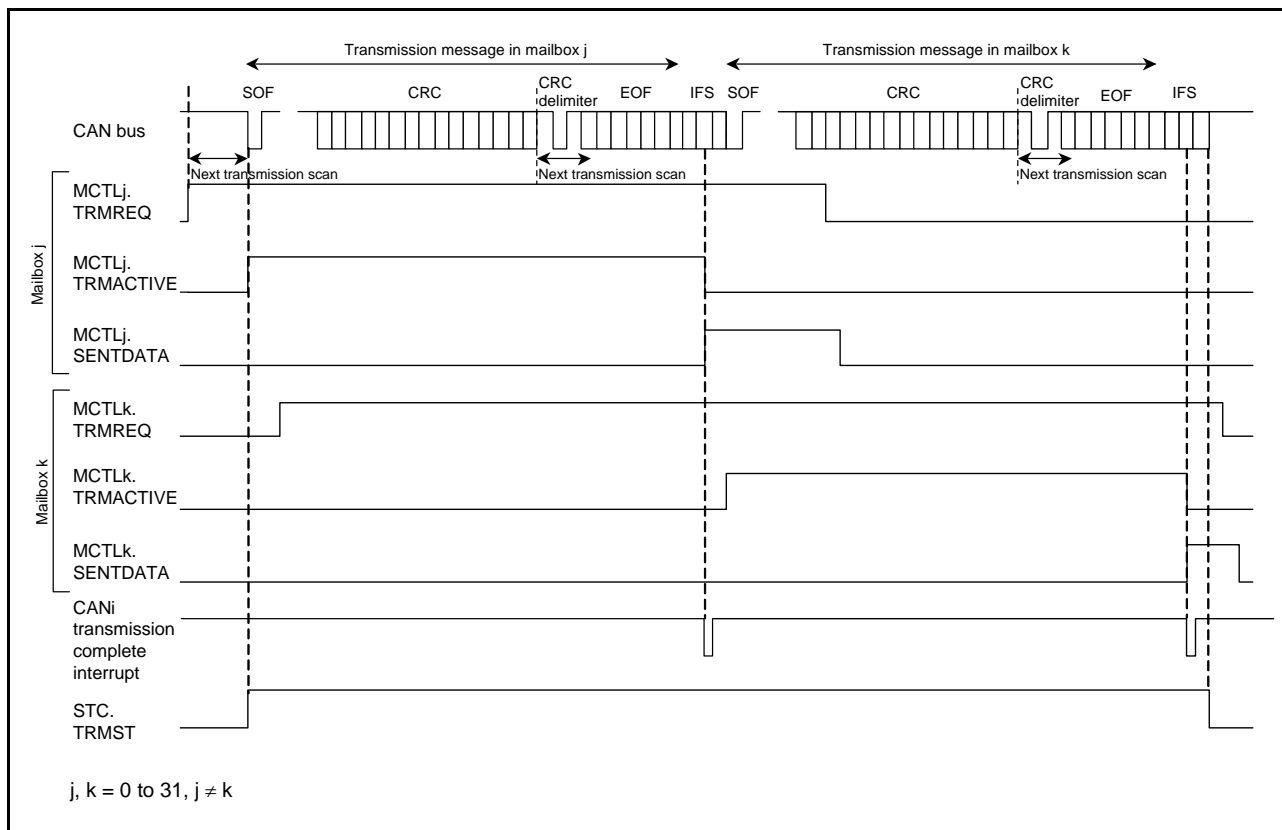 Transmission message in mailbox j
Transmission message in mailbox k
SOF
CRC
CRC
delimiter
EOF
IFS
SOF
CRC
CRC
delimiter
EOF
IFS
CAN bus
Next transmission scan
Next transmission scan
Next transmission scan
Mailbox j
MCTLj.
TRMREQ
MCTLj.
TRMACTIVE
MCTLj.
SENTDATA
Mailbox k
MCTLk.
TRMREQ
MCTLk.
TRMACTIVE
MCTLk.
SENTDATA
CANi
transmission
complete
interrupt
STC.
TRMST
j, k = 0 to 31, j ≠ k